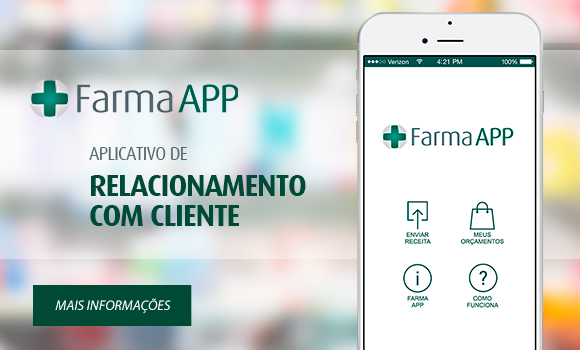 Farma APP
APLICATIVO DE
RELACIONAMENTO
COM CLIENTE
MAIS INFORMAÇÕES
Verizon 4:21 PM 100%
Farma APP
ENVIAR
RECEITA
MEUS
ORÇAMENTOS
FARMA
APP
COMO
FUNCIONA